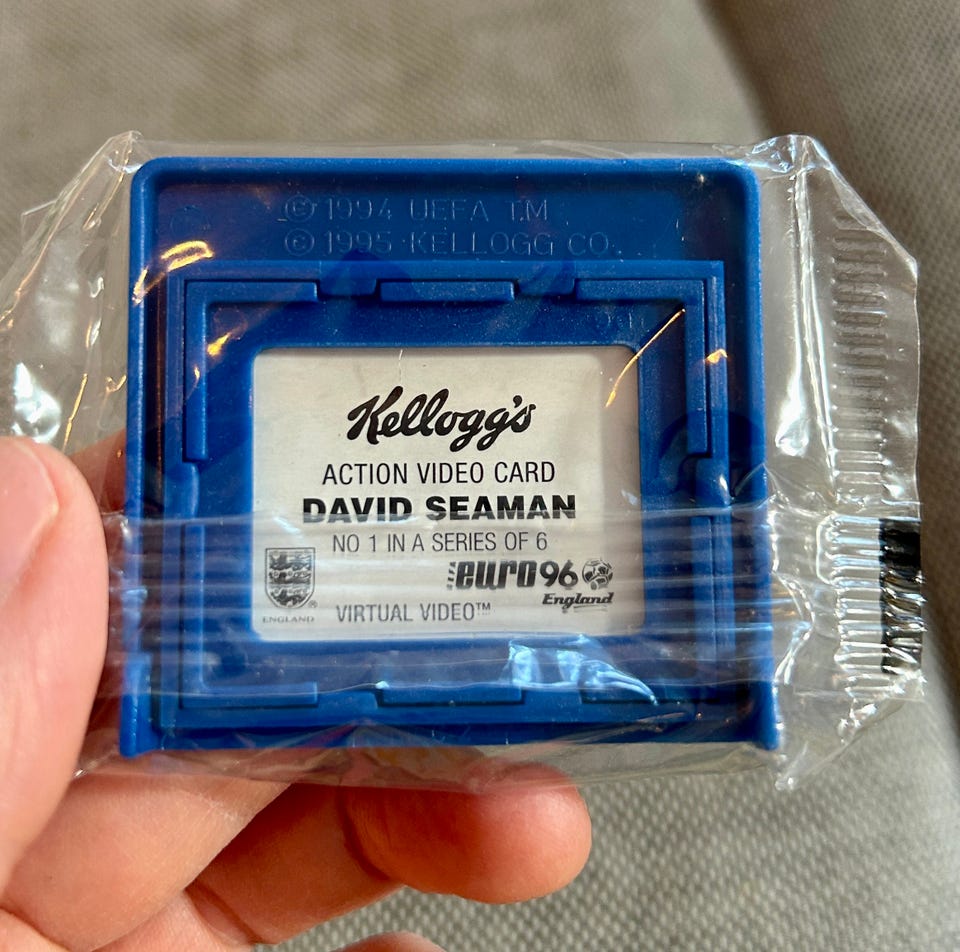 © 1994 UEFA TM
© 1995 KELLOGG CO.
Kellogg's
ACTION VIDEO CARD
DAVID SEAMAN
NO 1 IN A SERIES OF 6
UEFA euro96
England
ENGLAND ®
VIRTUAL VIDEO™